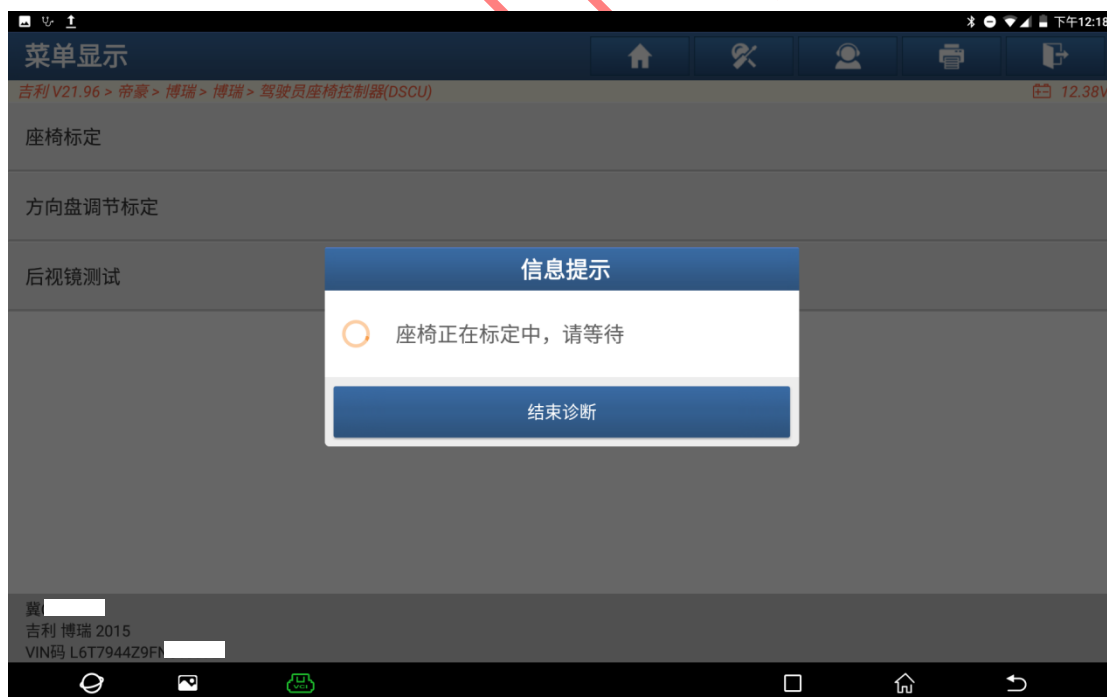 下午12:18
菜单显示
吉利 V21.96 > 帝豪 > 博瑞 > 博瑞 > 驾驶员座椅控制器(DSCU)
12.38V
座椅标定
方向盘调节标定
后视镜测试
信息提示
座椅正在标定中，请等待
结束诊断
冀
吉利 博瑞 2015
VIN码 L6T7944Z9FN
VCI